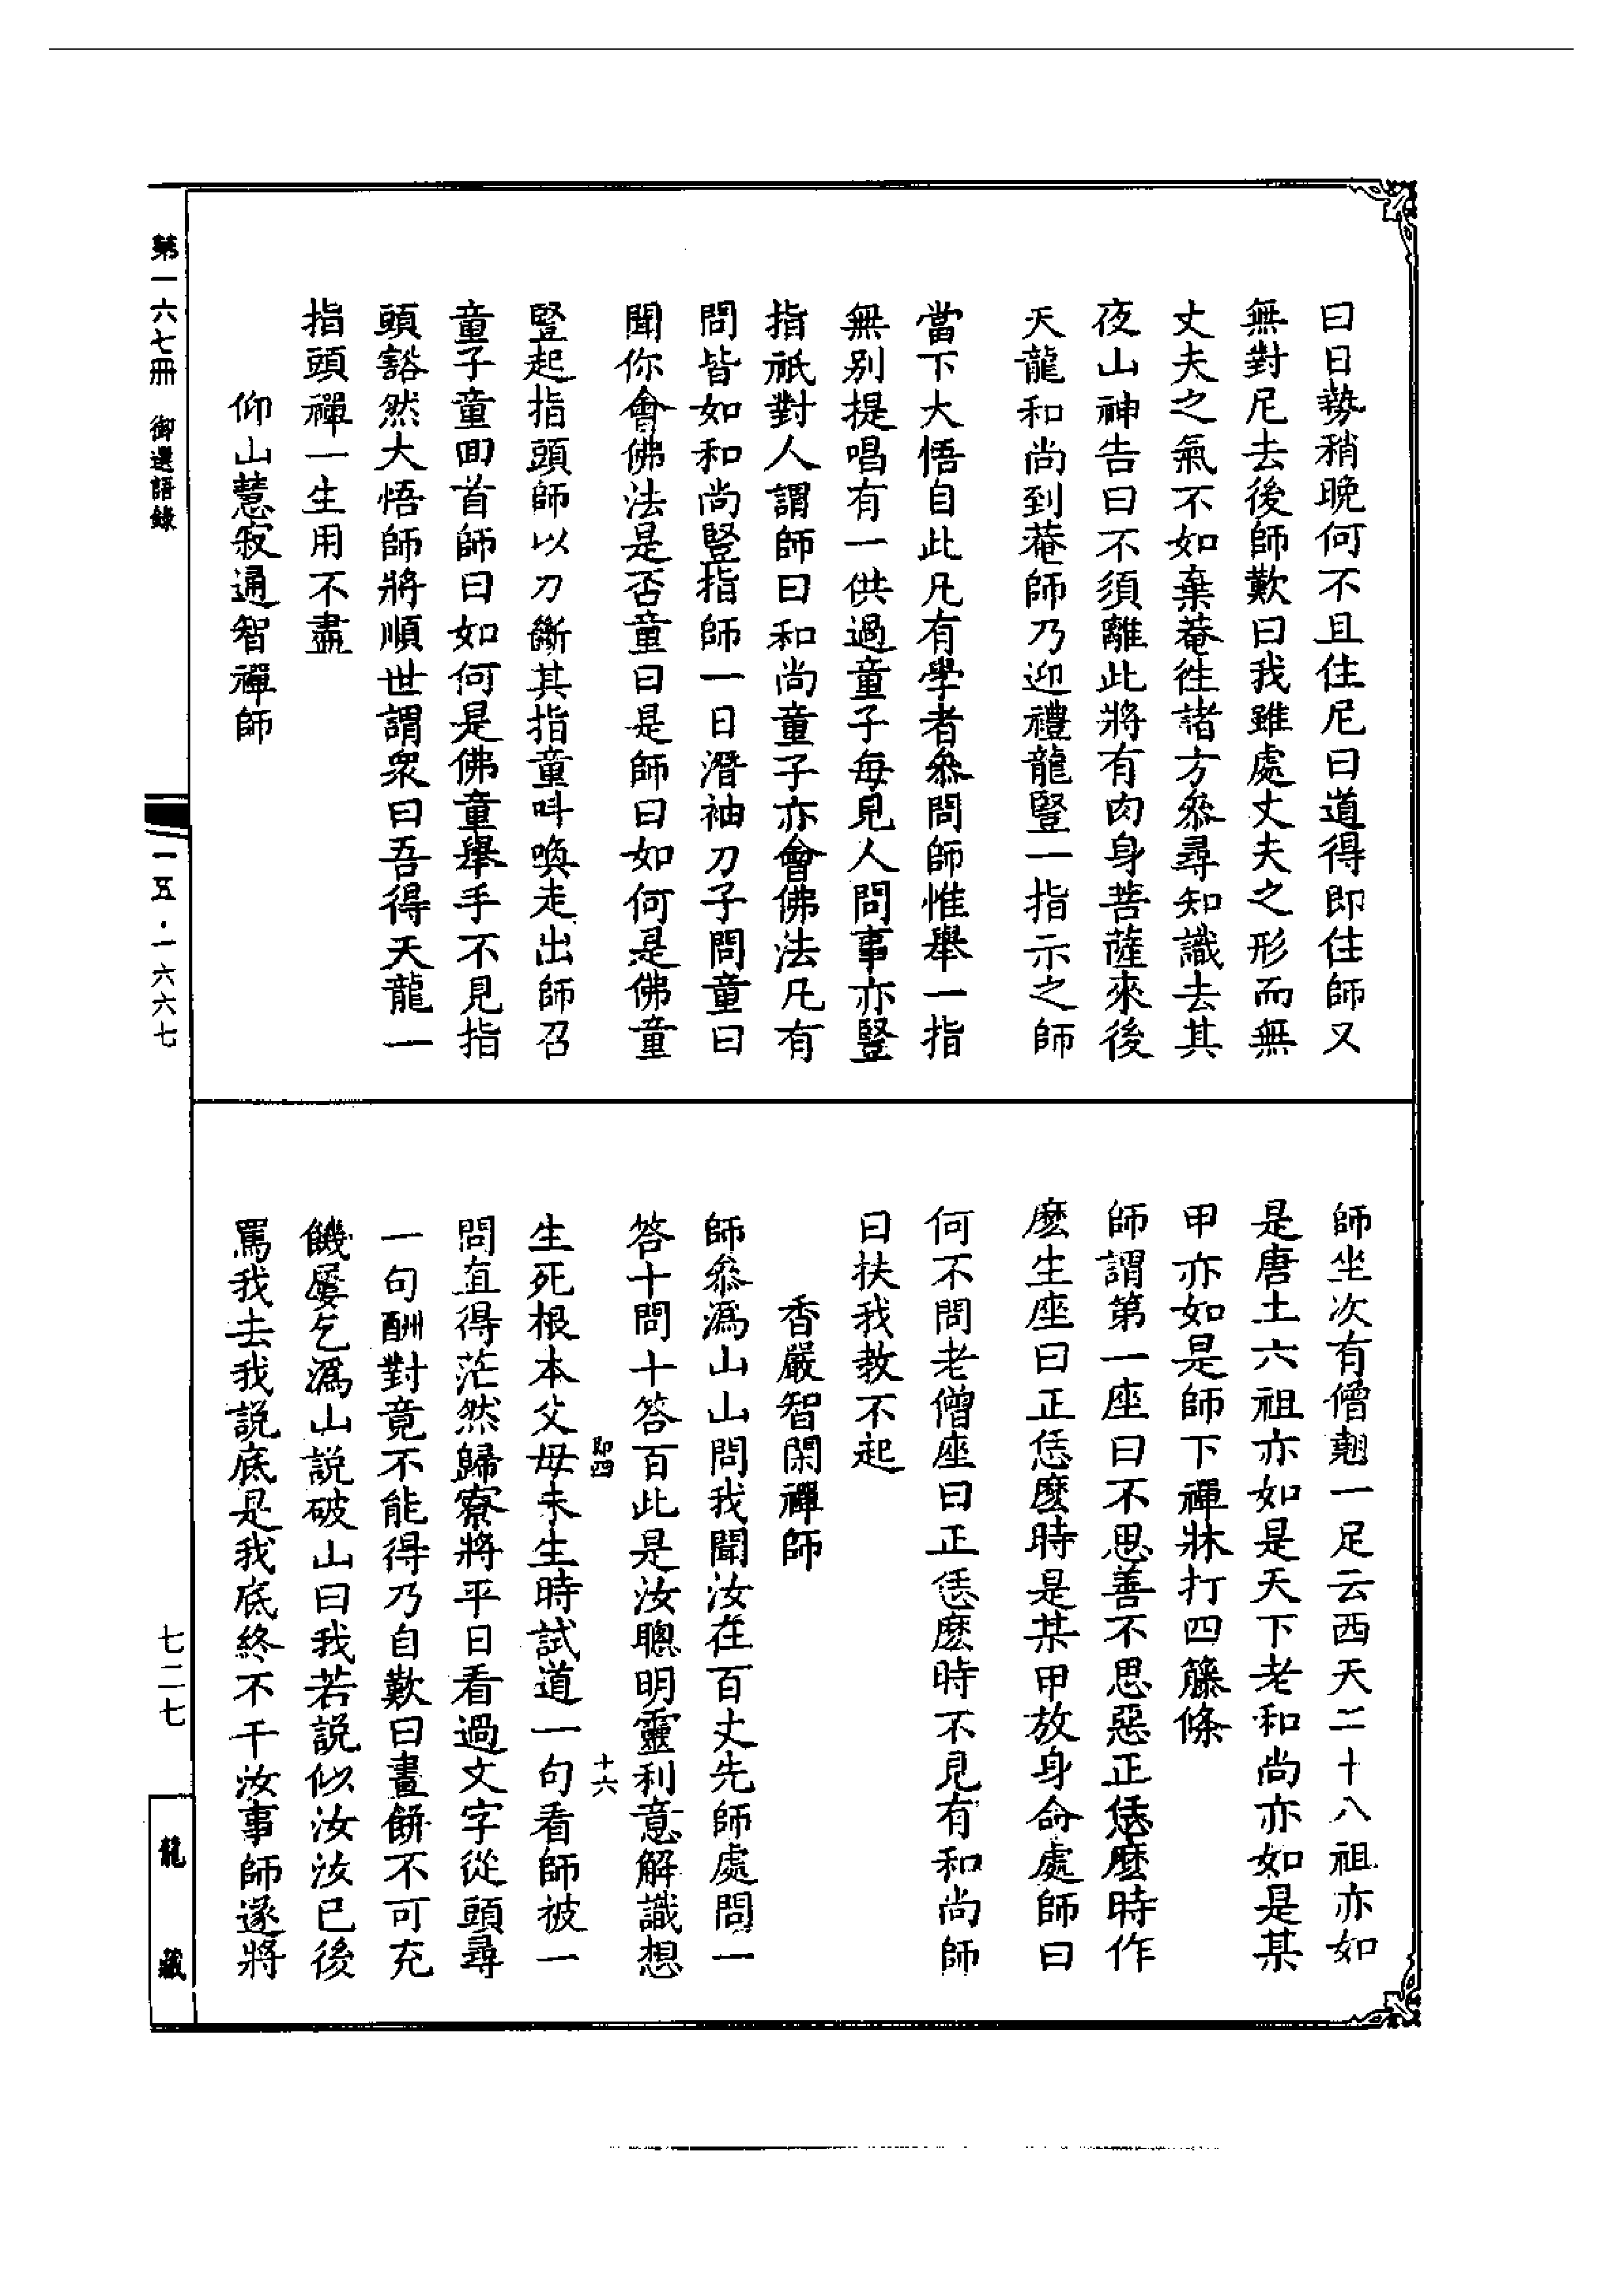 曰日勢稍晚何不且住尼曰道得即住師又
無對尼去後師歎曰我雖處丈夫之形而無
丈夫之氣不如棄菴徃諸方叅尋知識去其
夜山神告曰不須離此將有肉身菩薩來後
天龍和尚到菴師乃迎禮龍豎一指示之師
當下大悟自此凡有學者叅問師惟舉一指
無別提唱有一供過童子每見人問事亦豎
指祇對人謂師曰和尚童子亦會佛法凡有
問皆如和尚豎指師一日潛袖刀子問童曰
聞你會佛法是否童曰是師曰如何是佛童
豎起指頭師以刀斷其指童呌喚走出師召
童子童回首師曰如何是佛童舉手不見指
頭豁然大悟師將順世謂衆曰吾得天龍一
指頭禪一生用不盡
仰山慧寂通智禪師
師坐次有僧翹一足云西天二十八祖亦如
是唐土六祖亦如是天下老和尚亦如是某
甲亦如是師下禪牀打四籐條
師謂第一座曰不思善不思惡正恁麼時作
麼生座曰正恁麼時是某甲放身命處師曰
何不問老僧座曰正恁麼時不見有和尚師
曰扶我教不起
香嚴智閑禪師
師叅溈山山問我聞汝在百丈先師處問一
答十問十答百此是汝聰明靈利意解識想
即四
十六
生死根本父母未生時試道一句看師被一
問直得茫然歸寮將平日看過文字從頭尋
一句酬對竟不能得乃自歎曰畫餅不可充
饑屢乞溈山說破山曰我若說似汝汝已後
罵我去我說底是我底終不干汝事師遂將
第一六七冊 御選語錄
一五·一六六七
七二七
龍藏